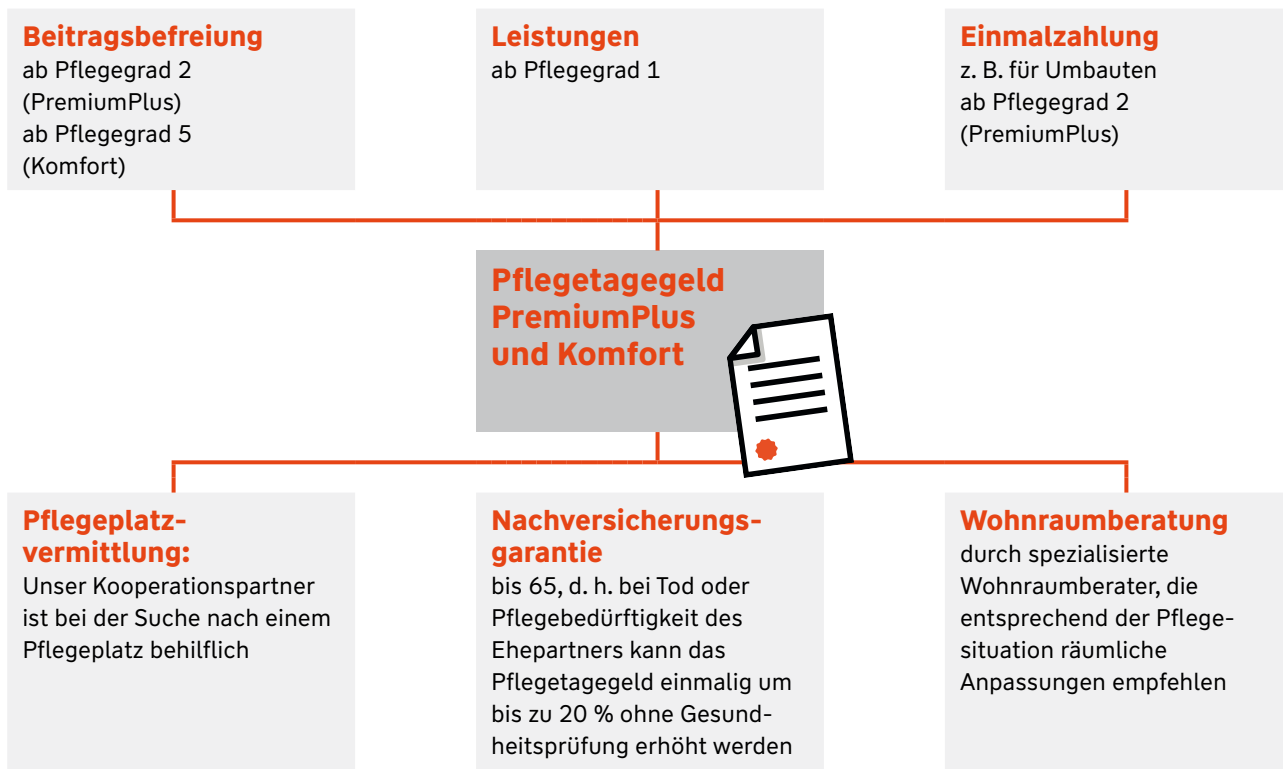 Beitragsbefreiung
ab Pflegegrad 2
(PremiumPlus)
ab Pflegegrad 5
(Komfort)
Leistungen
ab Pflegegrad 1
Einmalzahlung
z. B. für Umbauten
ab Pflegegrad 2
(PremiumPlus)
Pflegetagegeld
PremiumPlus
und Komfort
Pflegeplatz-
vermittlung:
Unser Kooperationspartner
ist bei der Suche nach einem
Pflegeplatz behilflich
Nachversicherungs-
garantie
bis 65, d. h. bei Tod oder
Pflegebedürftigkeit des
Ehepartners kann das
Pflegetagegeld einmalig um
bis zu 20 % ohne Gesund-
heitsprüfung erhöht werden
Wohnraumberatung
durch spezialisierte
Wohnraumberater, die
entsprechend der Pflege-
situation räumliche
Anpassungen empfehlen